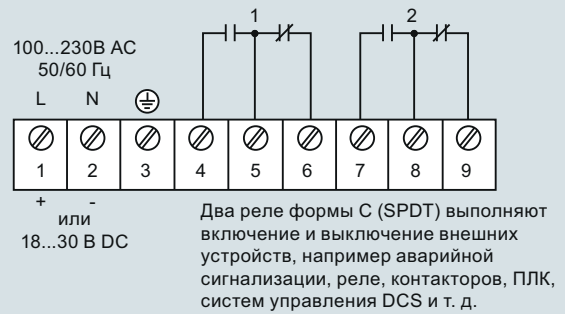 1 2
100...230В AC
50/60 Гц
L N
1 2 3 4 5 6 7 8 9
+ -
или
18...30 В DC
Два реле формы C (SPDT) выполняют
включение и выключение внешних
устройств, например аварийной
сигнализации, реле, контакторов, ПЛК,
систем управления DCS и т. д.